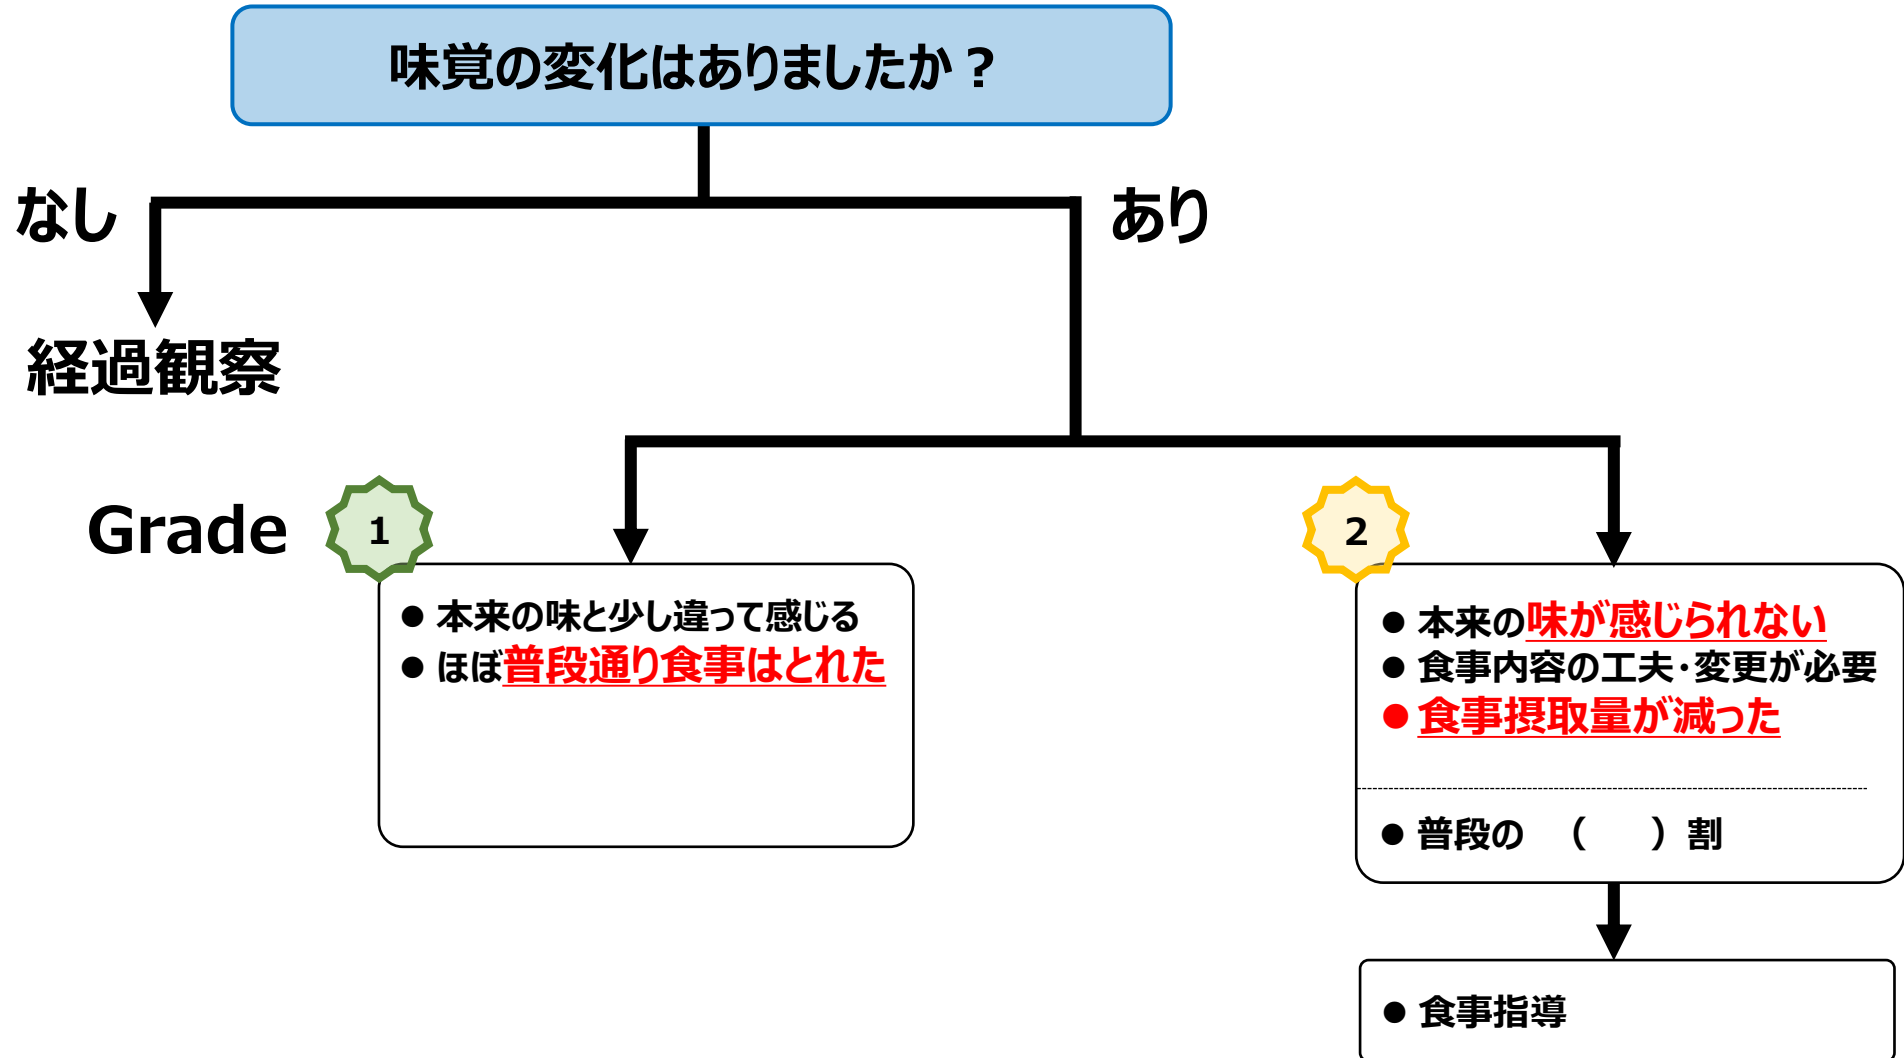 味覚の変化はありましたか？
なし
あり
経過観察
Grade
1
2
● 本来の味と少し違って感じる
● ほぼ普段通り食事はとれた
● 本来の味が感じられない
● 食事内容の工夫・変更が必要
● 食事摂取量が減った
● 普段の　（　　）割
● 食事指導